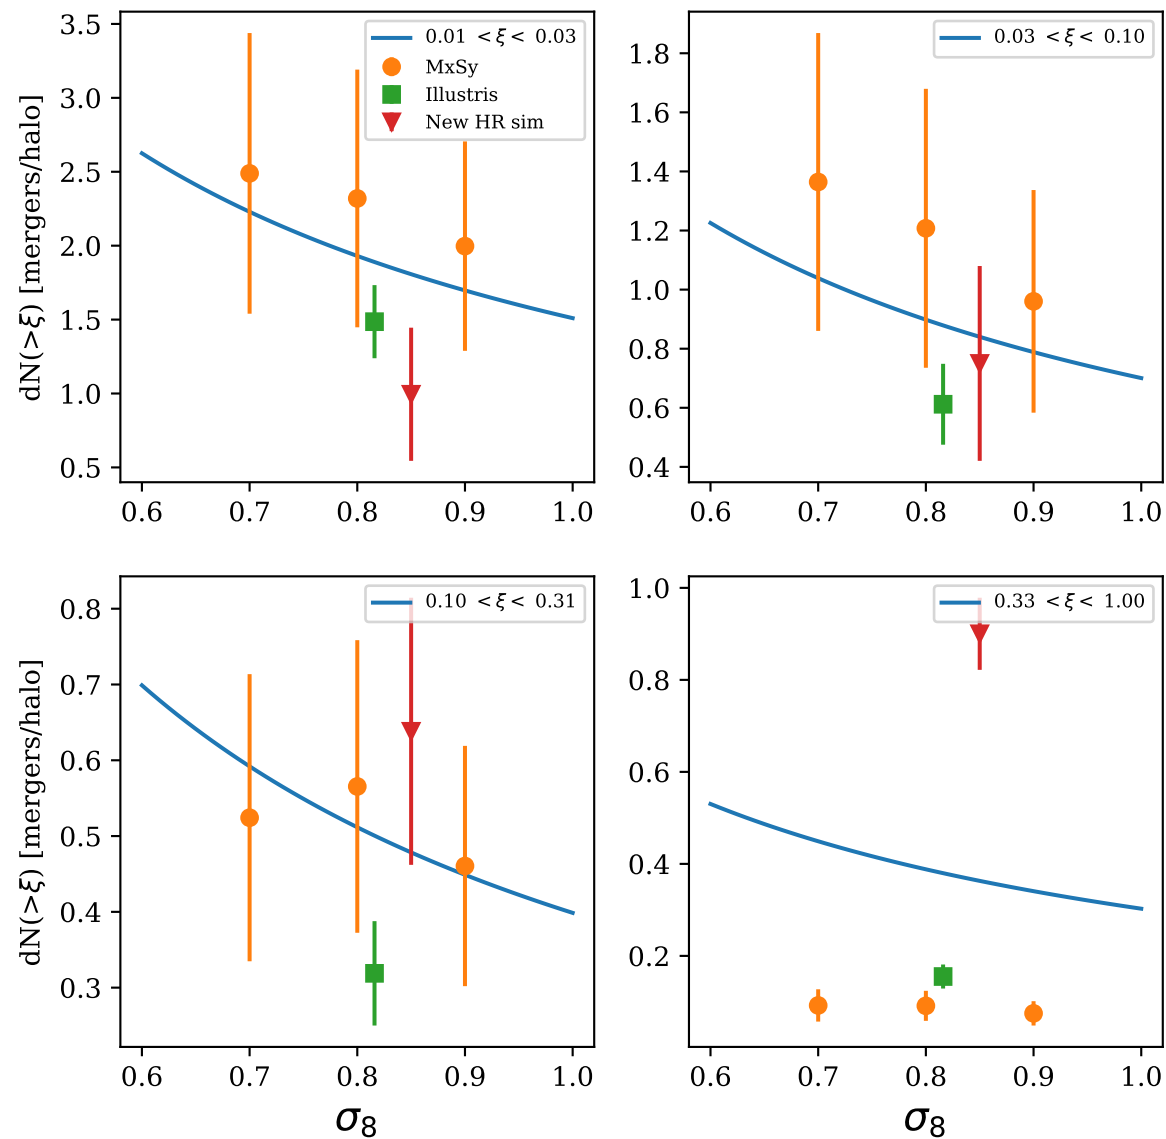 dN(>ξ) [mergers/halo]
3.5
3.0
2.5
2.0
1.5
1.0
0.5
0.6 0.7 0.8 0.9 1.0
0.01 < ξ < 0.03
MxSy
Illustris
New HR sim
1.8
1.6
1.4
1.2
1.0
0.8
0.6
0.4
0.6 0.7 0.8 0.9 1.0
0.03 < ξ < 0.10
dN(>ξ) [mergers/halo]
0.8
0.7
0.6
0.5
0.4
0.3
0.6 0.7 0.8 0.9 1.0
σ8
0.10 < ξ < 0.31
1.0
0.8
0.6
0.4
0.2
0.6 0.7 0.8 0.9 1.0
σ8
0.33 < ξ < 1.00